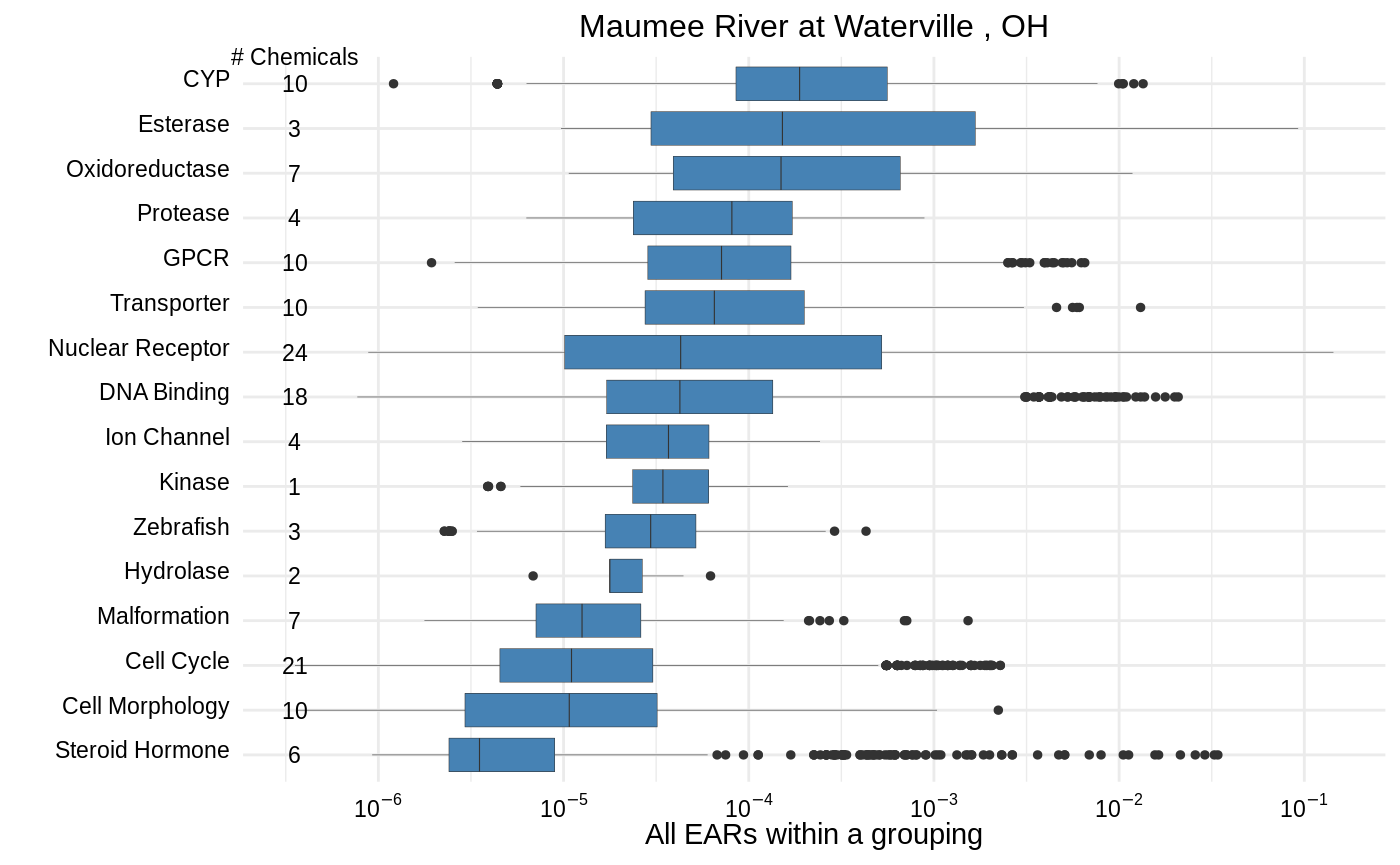 Maumee River at Waterville , OH
# Chemicals
CYP 10
Esterase 3
Oxidoreductase 7
Protease 4
GPCR 10
Transporter 10
Nuclear Receptor 24
DNA Binding 18
Ion Channel 4
Kinase 1
Zebrafish 3
Hydrolase 2
Malformation 7
Cell Cycle 21
Cell Morphology 10
Steroid Hormone 6
10⁻⁶ 10⁻⁵ 10⁻⁴ 10⁻³ 10⁻² 10⁻¹
All EARs within a grouping